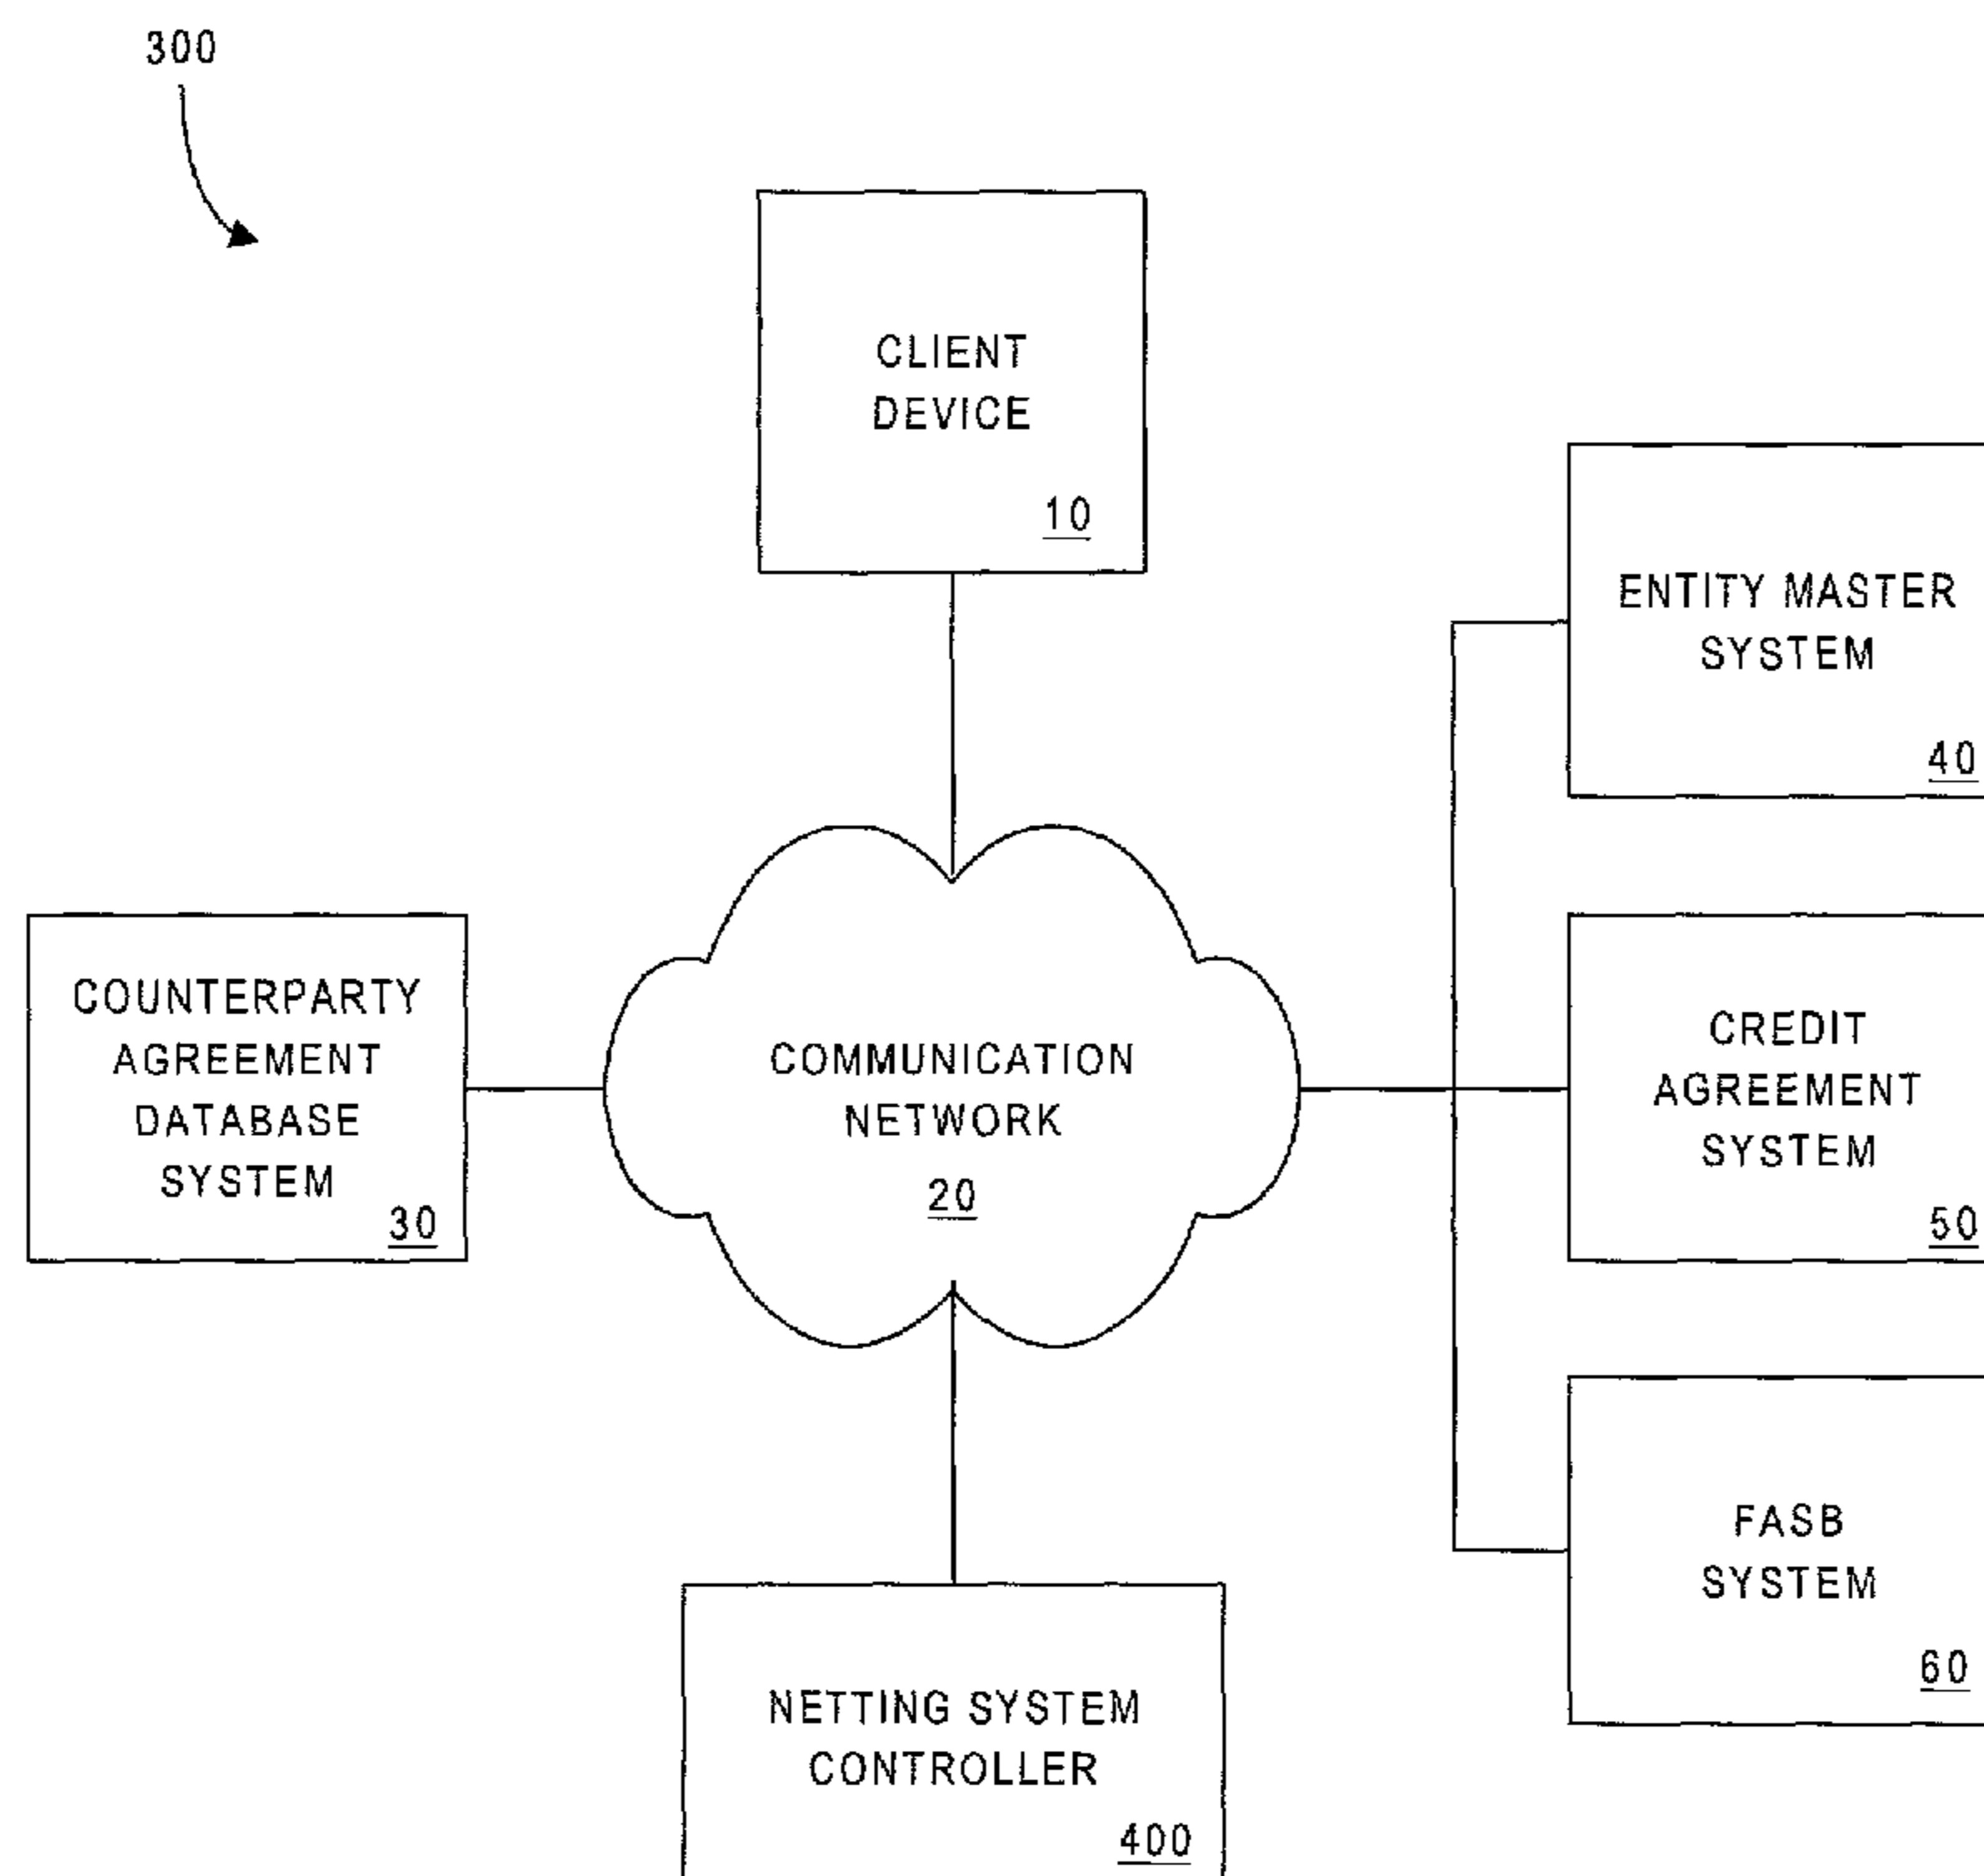 300
CLIENT
DEVICE
10
ENTITY MASTER
SYSTEM
40
COUNTERPARTY
AGREEMENT
DATABASE
SYSTEM
30
COMMUNICATION
NETWORK
20
CREDIT
AGREEMENT
SYSTEM
50
FASB
SYSTEM
60
NETTING SYSTEM
CONTROLLER
400